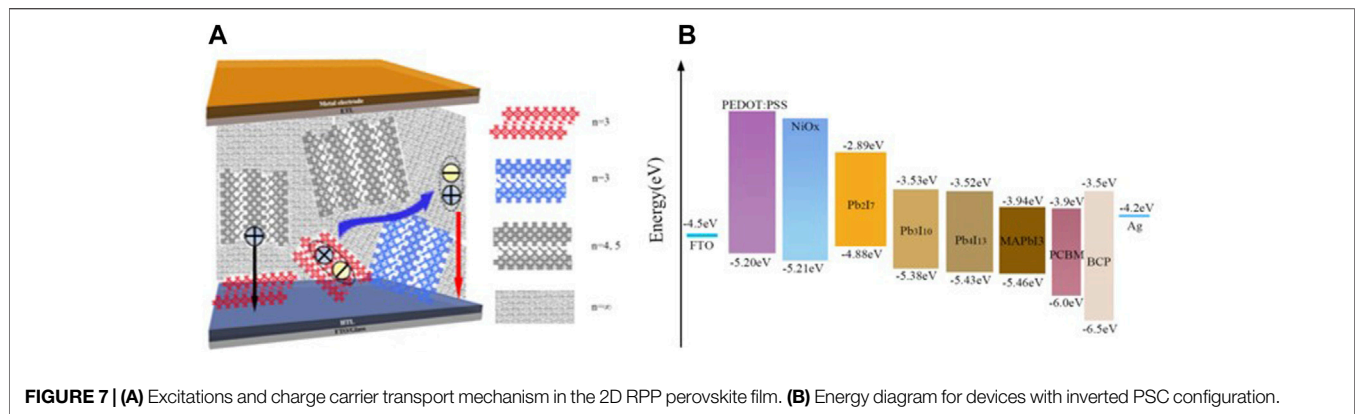 A
Metal electrode
ETL
n=3
n=3
n=4, 5
n=∞
HTL
FTO/Glass
B
Energy(eV)
-4.5eV
FTO
PEDOT:PSS
-5.20eV
NiOx
-5.21eV
-2.89eV
Pb2I7
-4.88eV
-3.53eV
Pb3I10
-5.38eV
-3.52eV
Pb4I13
-5.43eV
-3.94eV
MAPbI3
-5.46eV
-3.9eV
PCBM
-6.0eV
-3.5eV
BCP
-6.5eV
-4.2eV
Ag
FIGURE 7 | (A) Excitations and charge carrier transport mechanism in the 2D RPP perovskite film. (B) Energy diagram for devices with inverted PSC configuration.